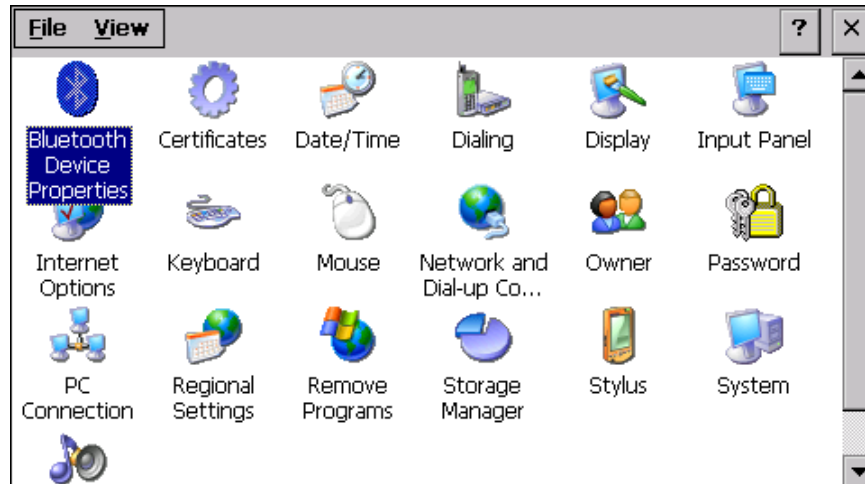 File View ? ×
Bluetooth Device Properties
Certificates
Date/Time
Dialing
Display
Input Panel
Internet Options
Keyboard
Mouse
Network and Dial-up Co...
Owner
Password
PC Connection
Regional Settings
Remove Programs
Storage Manager
Stylus
System